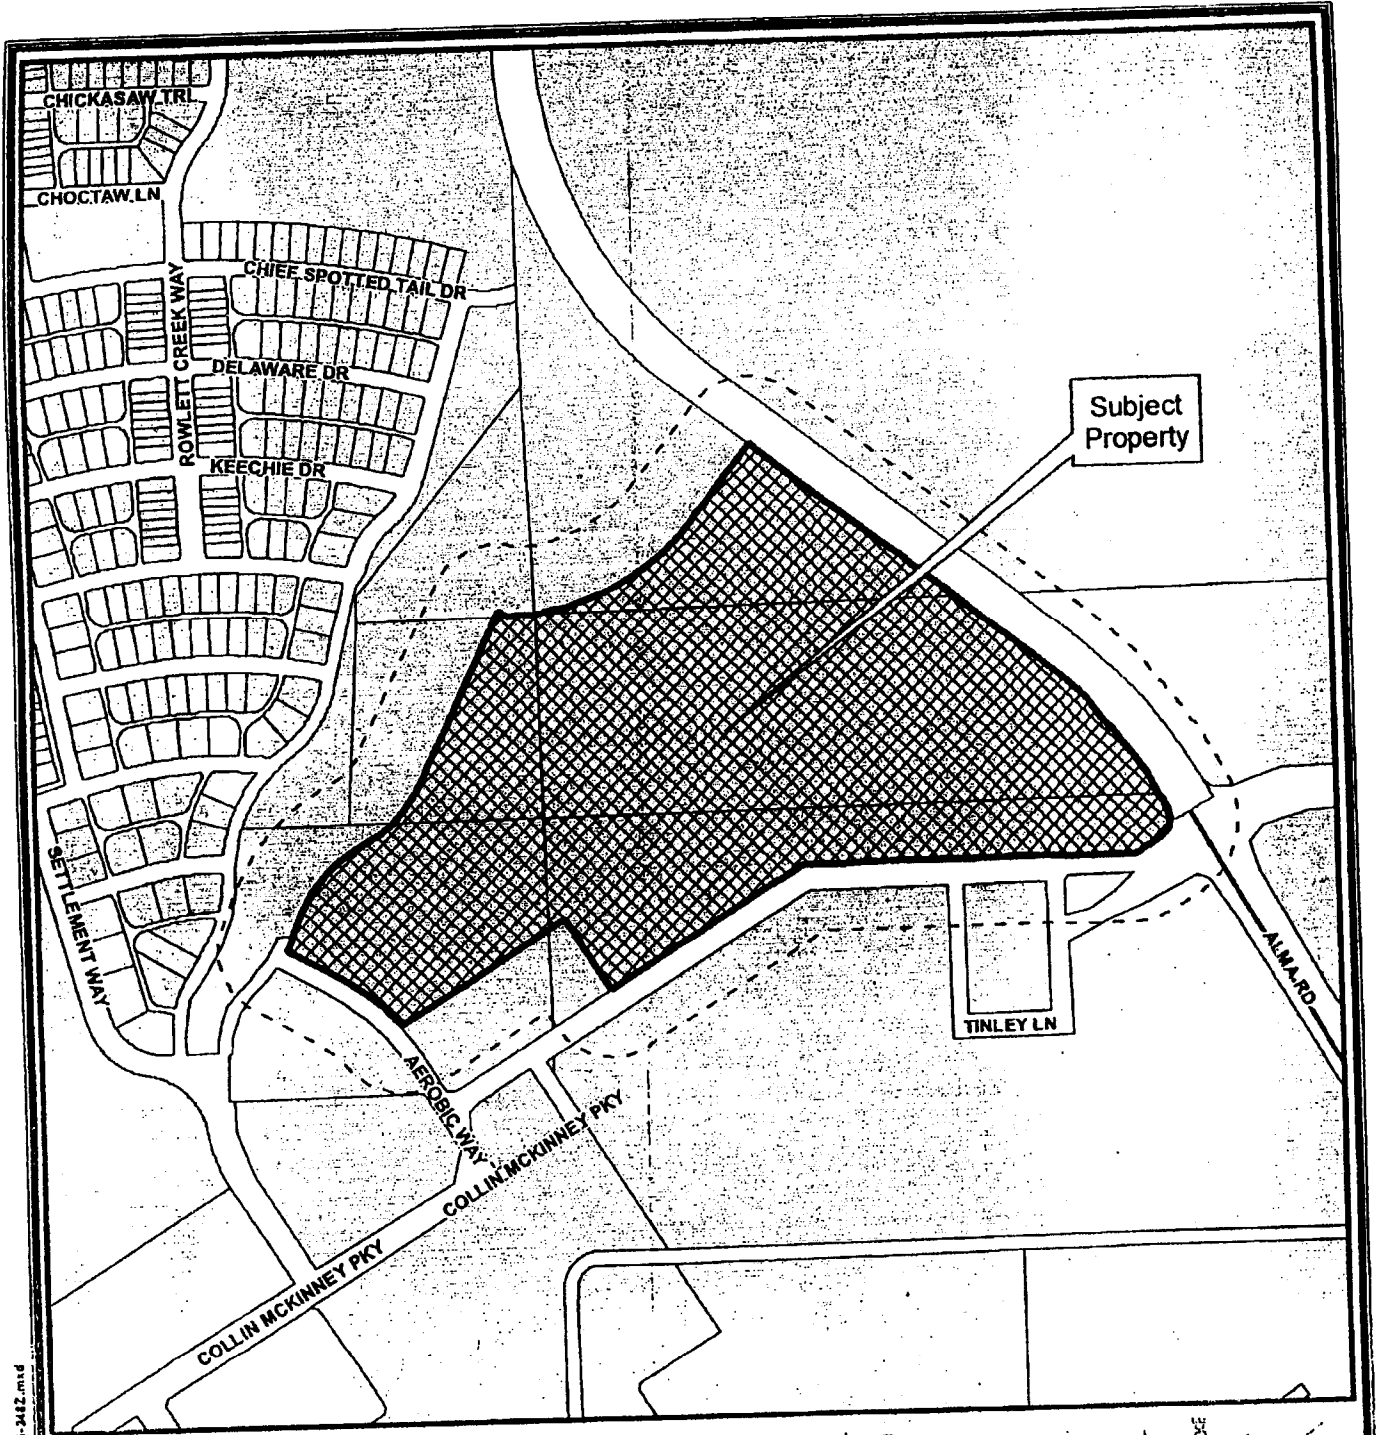 CHICKASAW TRL
CHOCTAW LN
CHIEF SPOTTED TAIL DR
ROWLETT CREEK WAY
DELAWARE DR
KEECHIE DR
Subject
Property
SETTLEMENT WAY
ALMA RD
TINLEY LN
AEROBIC WAY
COLLIN MCKINNEY PKY
COLLIN MCKINNEY PKY